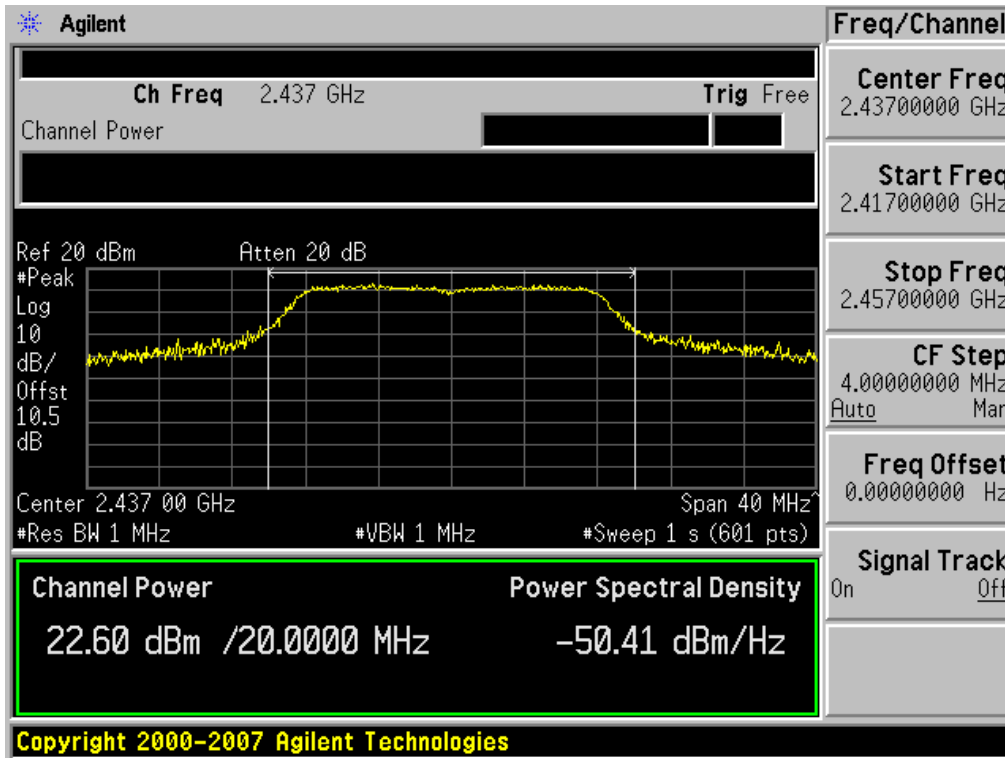 Agilent
Freq/Channel
Ch Freq 2.437 GHz Trig Free
Channel Power
Ref 20 dBm Atten 20 dB
#Peak
Log
10
dB/
Offst
10.5
dB
Center 2.437 00 GHz Span 40 MHz^
#Res BW 1 MHz #VBW 1 MHz #Sweep 1 s (601 pts)
Channel Power Power Spectral Density
22.60 dBm /20.0000 MHz -50.41 dBm/Hz
Copyright 2000-2007 Agilent Technologies
Center Freq
2.43700000 GHz
Start Freq
2.41700000 GHz
Stop Freq
2.45700000 GHz
CF Step
4.00000000 MHz
Auto Man
Freq Offset
0.00000000 Hz
Signal Track
On Off